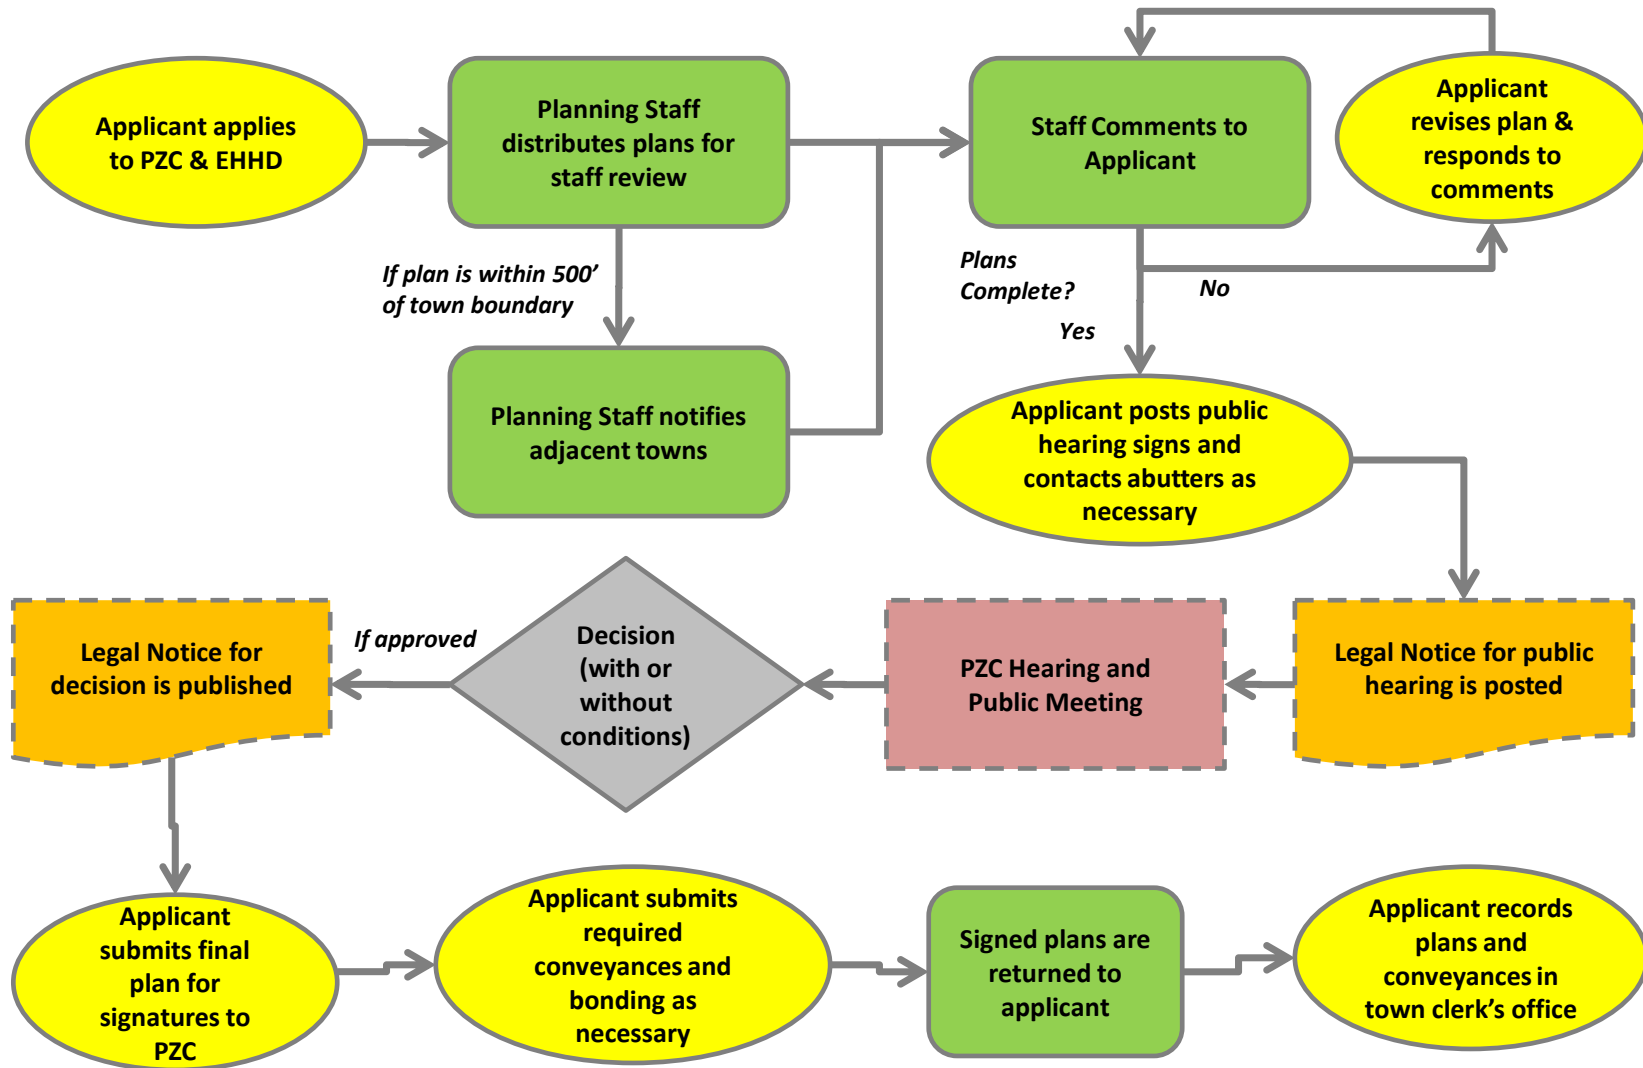 Applicant applies
to PZC & EHHD
Planning Staff
distributes plans for
staff review
Staff Comments to
Applicant
Applicant
revises plan &
responds to
comments
If plan is within 500’
of town boundary
Plans
Complete?
No
Yes
Planning Staff notifies
adjacent towns
Applicant posts public
hearing signs and
contacts abutters as
necessary
Legal Notice for public
hearing is posted
PZC Hearing and
Public Meeting
Decision
(with or
without
conditions)
If approved
Legal Notice for
decision is published
Applicant
submits final
plan for
signatures to
PZC
Applicant submits
required
conveyances and
bonding as
necessary
Signed plans are
returned to
applicant
Applicant records
plans and
conveyances in
town clerk’s office